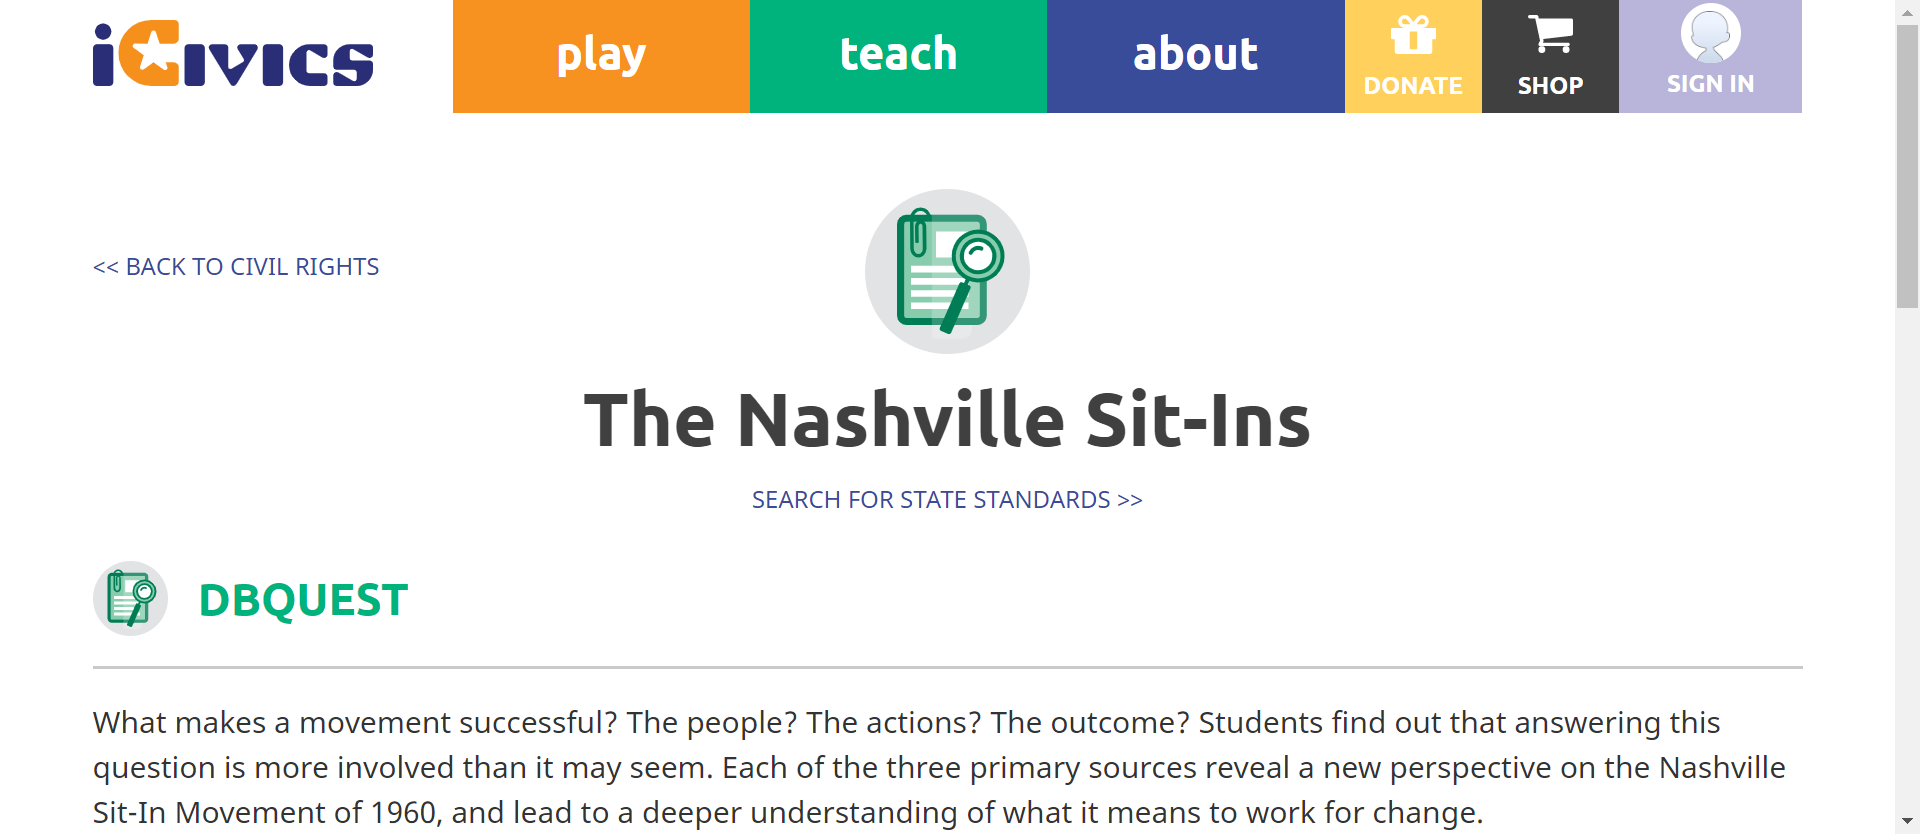 iCivics
play
teach
about
DONATE
SHOP
SIGN IN
<< BACK TO CIVIL RIGHTS
The Nashville Sit-Ins
SEARCH FOR STATE STANDARDS >>
DBQUEST
What makes a movement successful? The people? The actions? The outcome? Students find out that answering this
question is more involved than it may seem. Each of the three primary sources reveal a new perspective on the Nashville
Sit-In Movement of 1960, and lead to a deeper understanding of what it means to work for change.